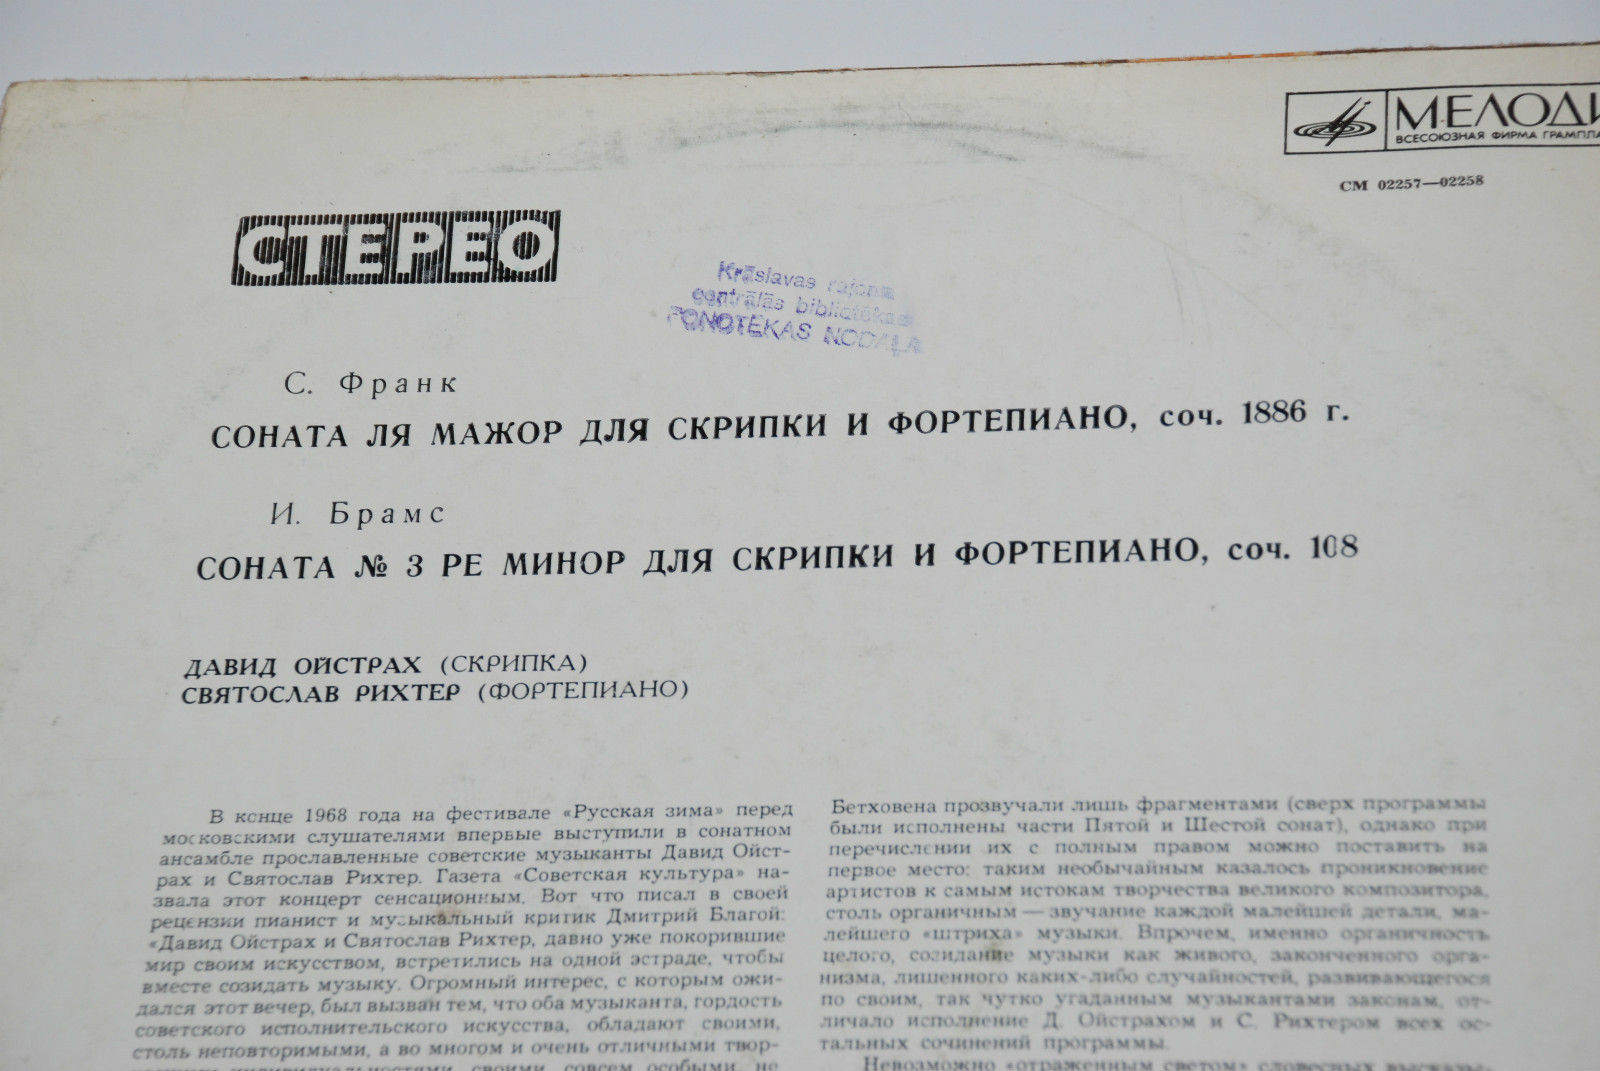 МЕЛОДИ
ВСЕСОЮЗНАЯ ФИРМА ГРАМПЛА
СМ 02257—02258
СТЕРЕО
Krāslavas rajona
centrālās bibliotēkas
FONOTĒKAS NODAĻA
С. Франк
СОНАТА ЛЯ МАЖОР ДЛЯ СКРИПКИ И ФОРТЕПИАНО, соч. 1886 г.
И. Брамс
СОНАТА № 3 РЕ МИНОР ДЛЯ СКРИПКИ И ФОРТЕПИАНО, соч. 108
ДАВИД ОЙСТРАХ (СКРИПКА)
СВЯТОСЛАВ РИХТЕР (ФОРТЕПИАНО)
В конце 1968 года на фестивале «Русская зима» перед
московскими слушателями впервые выступили в сонатном
ансамбле прославленные советские музыканты Давид Ойст-
рах и Святослав Рихтер. Газета «Советская культура» на-
звала этот концерт сенсационным. Вот что писал в своей
рецензии пианист и музыкальный критик Дмитрий Благой:
«Давид Ойстрах и Святослав Рихтер, давно уже покорившие
мир своим искусством, встретились на одной эстраде, чтобы
вместе созидать музыку. Огромный интерес, с которым ожи-
дался этот вечер, был вызван тем, что оба музыканта, гордость
советского исполнительского искусства, обладают своими,
столь неповторимыми, а во многом и очень отличными твор-
индивидуальностями, своими, совсем особыми, не
Бетховена прозвучали лишь фрагментами (сверх программы
были исполнены части Пятой и Шестой сонат), однако при
перечислении их с полным правом можно поставить на
первое место: таким необычайным казалось проникновение
артистов к самым истокам творчества великого композитора,
столь органичным — звучание каждой малейшей детали, ма-
лейшего «штриха» музыки. Впрочем, именно органичность
целого, созидание музыки как живого, законченного орга-
низма, лишенного каких-либо случайностей, развивающегося
по своим, так чутко угаданным музыкантами законам, от-
личало исполнение Д. Ойстрахом и С. Рихтером всех ос-
тальных сочинений программы.
Невозможно «отраженным светом» словесных высказы-